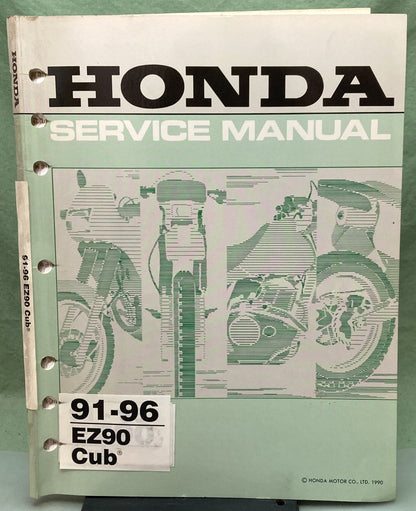 HONDA
HONDA
SERVICE MANUAL
91-96 EZ90 Cub®
91-96
EZ90
Cub®
© HONDA MOTOR CO., LTD. 1990